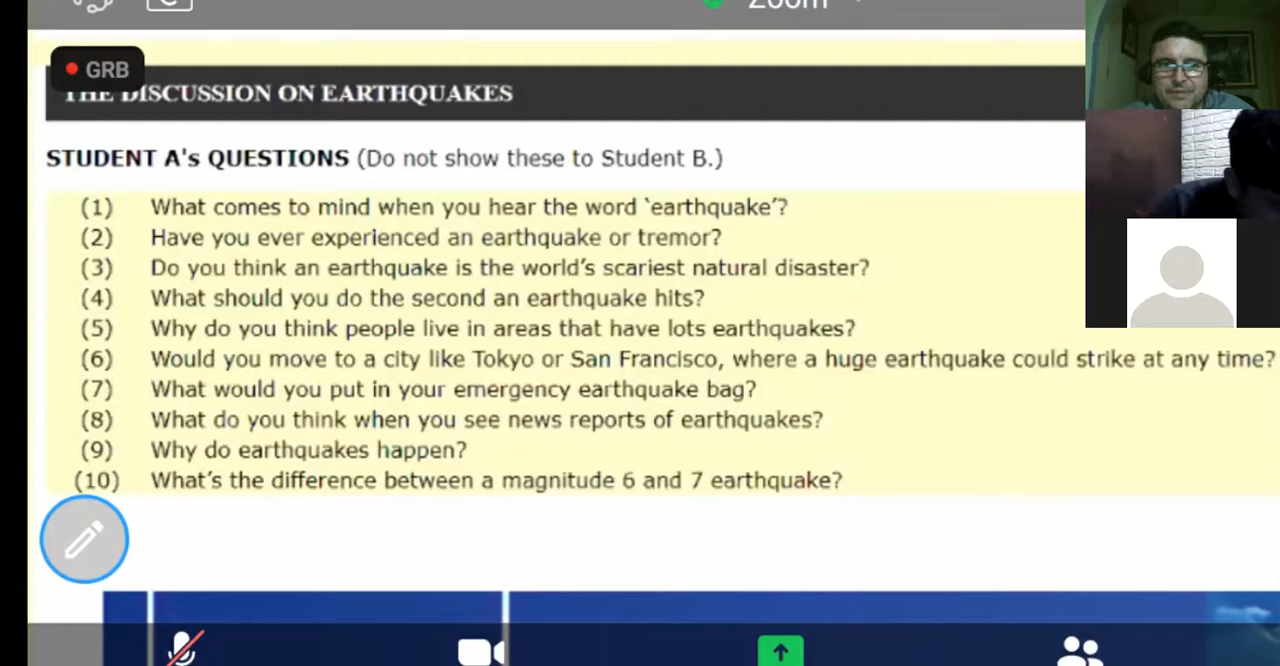 Zoom
GRB
THE DISCUSSION ON EARTHQUAKES
STUDENT A's QUESTIONS (Do not show these to Student B.)
(1) What comes to mind when you hear the word ‘earthquake’?
(2) Have you ever experienced an earthquake or tremor?
(3) Do you think an earthquake is the world’s scariest natural disaster?
(4) What should you do the second an earthquake hits?
(5) Why do you think people live in areas that have lots earthquakes?
(6) Would you move to a city like Tokyo or San Francisco, where a huge earthquake could strike at any time?
(7) What would you put in your emergency earthquake bag?
(8) What do you think when you see news reports of earthquakes?
(9) Why do earthquakes happen?
(10) What’s the difference between a magnitude 6 and 7 earthquake?